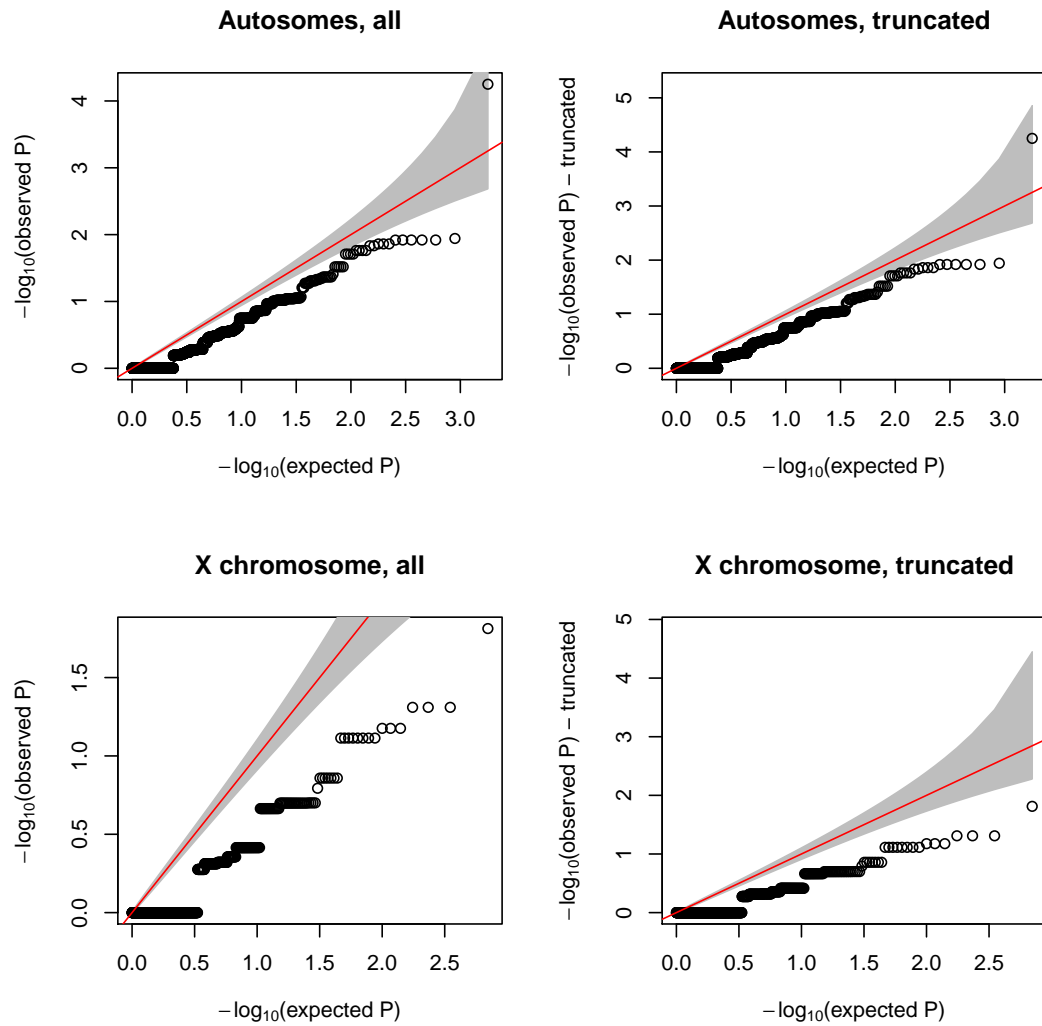 Autosomes, all
−log₁₀(observed P)
4
3
2
1
0
0.0 0.5 1.0 1.5 2.0 2.5 3.0
−log₁₀(expected P)
Autosomes, truncated
−log₁₀(observed P) − truncated
5
4
3
2
1
0
0.0 0.5 1.0 1.5 2.0 2.5 3.0
−log₁₀(expected P)
X chromosome, all
−log₁₀(observed P)
1.5
1.0
0.5
0.0
0.0 0.5 1.0 1.5 2.0 2.5
−log₁₀(expected P)
X chromosome, truncated
−log₁₀(observed P) − truncated
5
4
3
2
1
0
0.0 0.5 1.0 1.5 2.0 2.5
−log₁₀(expected P)